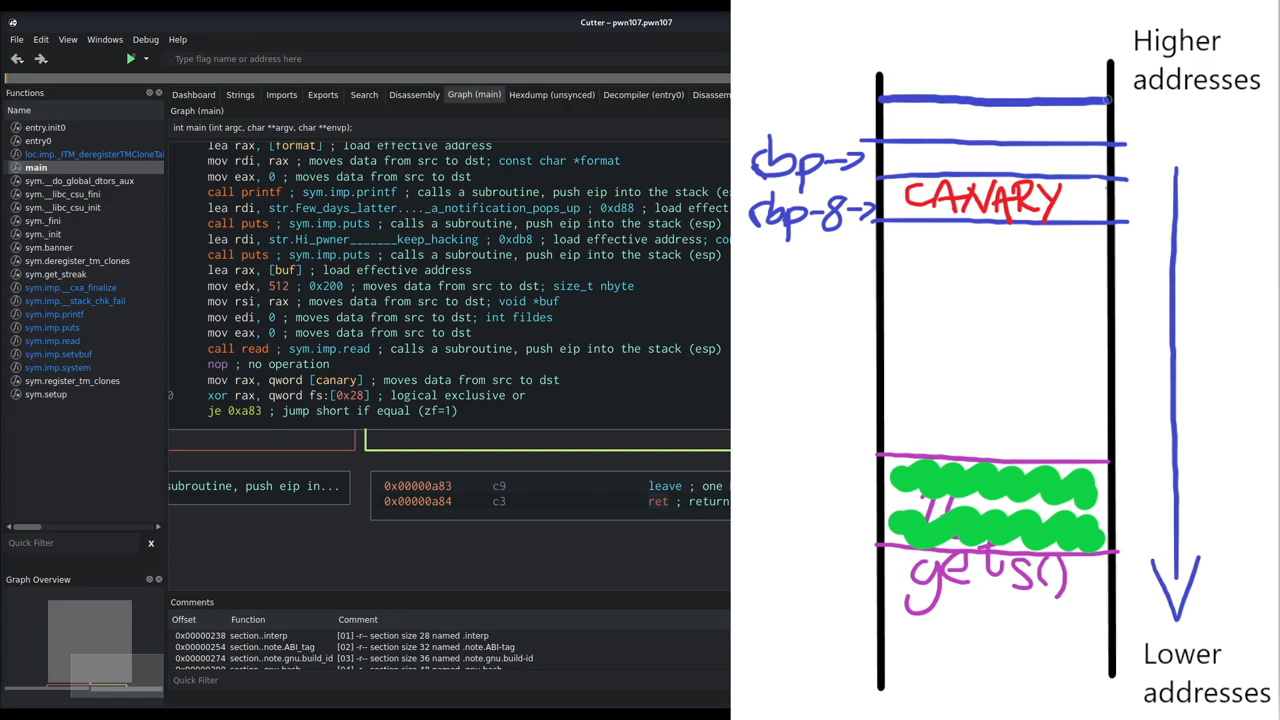 Cutter – pwn107.pwn107
File Edit View Windows Debug Help
Type flag name or address here
Functions
Name
entry.init0
entry0
loc.imp._ITM_deregisterTMCloneTal
main
sym.__do_global_dtors_aux
sym.__libc_csu_fini
sym.__libc_csu_init
sym._fini
sym._init
sym.banner
sym.deregister_tm_clones
sym.get_streak
sym.imp.__cxa_finalize
sym.imp.__stack_chk_fail
sym.imp.printf
sym.imp.puts
sym.imp.read
sym.imp.setvbuf
sym.imp.system
sym.register_tm_clones
sym.setup
Quick Filter X
Graph Overview
Dashboard Strings Imports Exports Search Disassembly Graph (main) Hexdump (unsynced) Decompiler (entry0) Disassem
Graph (main)
int main (int argc, char **argv, char **envp);
lea rax, [format] ; load effective address
mov rdi, rax ; moves data from src to dst; const char *format
mov eax, 0 ; moves data from src to dst
call printf ; sym.imp.printf ; calls a subroutine, push eip into the stack (esp)
lea rdi, str.Few_days_latter....a_notification_pops_up ; 0xd88 ; load effect
call puts ; sym.imp.puts ; calls a subroutine, push eip into the stack (esp)
lea rdi, str.Hi_pwner_______keep_hacking ; 0xdb8 ; load effective address; con
call puts ; sym.imp.puts ; calls a subroutine, push eip into the stack (esp)
lea rax, [buf] ; load effective address
mov edx, 512 ; 0x200 ; moves data from src to dst; size_t nbyte
mov rsi, rax ; moves data from src to dst; void *buf
mov edi, 0 ; moves data from src to dst; int fildes
mov eax, 0 ; moves data from src to dst
call read ; sym.imp.read ; calls a subroutine, push eip into the stack (esp)
nop ; no operation
mov rax, qword [canary] ; moves data from src to dst
0 xor rax, qword fs:[0x28] ; logical exclusive or
je 0xa83 ; jump short if equal (zf=1)
subroutine, push eip in...
0x00000a83 c9 leave ; one
0x00000a84 c3 ret ; return
Comments
Offset Function Comment
0x00000238 section..interp [01] -r-- section size 28 named .interp
0x00000254 section.note.ABI_tag [02] -r-- section size 32 named .note.ABI-tag
0x00000274 section.note.gnu.build_id [03] -r-- section size 36 named .note.gnu.build-id
Quick Filter
Higher
addresses
rbp→
rbp-8→
CANARY
gets()
Lower
addresses